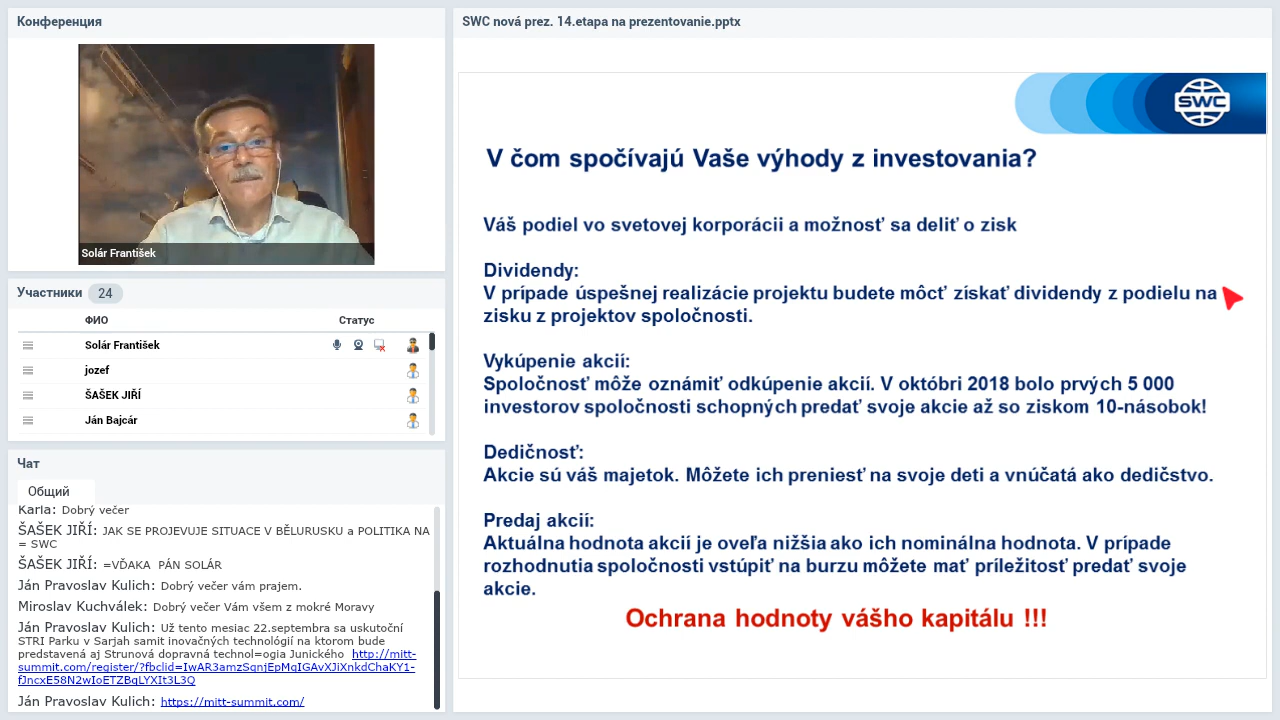 Конференция
Solár František
Участники 24
ФИО Статус
Solár František
jozef
ŠAŠEK JIŘÍ
Ján Bajcár
Чат
Общий
Karla: Dobrý večer
ŠAŠEK JIŘÍ: JAK SE PROJEVUJE SITUACE V BĚLURUSKU a POLITIKA NA
= SWC
ŠAŠEK JIŘÍ: =VĎAKA PÁN SOLÁR
Ján Pravoslav Kulich: Dobrý večer vám prajem.
Miroslav Kuchválek: Dobrý večer Vám všem z mokré Moravy
Ján Pravoslav Kulich: Už tento mesiac 22.septembra sa uskutoční
STRI Parku v Sarjah samit inovačných technológií na ktorom bude
predstavená aj Strunová dopravná technol=ogia Junického http://mitt-
summit.com/register/?fbclid=IwAR3amzSqnjEpMqIGAvXJiXnkdChaKY1-
fJncxE58N2wIoETZBqLYXIt3L3Q
Ján Pravoslav Kulich: https://mitt-summit.com/
SWC nová prez. 14.etapa na prezentovanie.pptx
SWC
V čom spočívajú Vaše výhody z investovania?
Váš podiel vo svetovej korporácii a možnosť sa deliť o zisk
Dividendy:
V prípade úspešnej realizácie projektu budete môcť získať dividendy z podielu na
zisku z projektov spoločnosti.
Vykúpenie akcií:
Spoločnosť môže oznámiť odkúpenie akcií. V októbri 2018 bolo prvých 5 000
investorov spoločnosti schopných predať svoje akcie až so ziskom 10-násobok!
Dedičnosť:
Akcie sú váš majetok. Môžete ich preniesť na svoje deti a vnúčatá ako dedičstvo.
Predaj akcií:
Aktuálna hodnota akcií je oveľa nižšia ako ich nominálna hodnota. V prípade
rozhodnutia spoločnosti vstúpiť na burzu môžete mať príležitosť predať svoje
akcie.
Ochrana hodnoty vášho kapitálu !!!